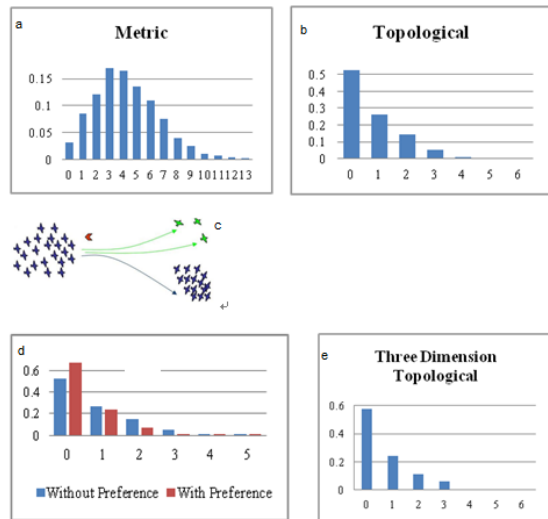 a
Metric
0.15
0.1
0.05
0
0 1 2 3 4 5 6 7 8 9 10 11 12 13
b
Topological
0.5
0.4
0.3
0.2
0.1
0
0 1 2 3 4 5 6
c
d
0.6
0.4
0.2
0
0 1 2 3 4 5
Without Preference With Preference
e
Three Dimension
Topological
0.6
0.4
0.2
0
0 1 2 3 4 5 6